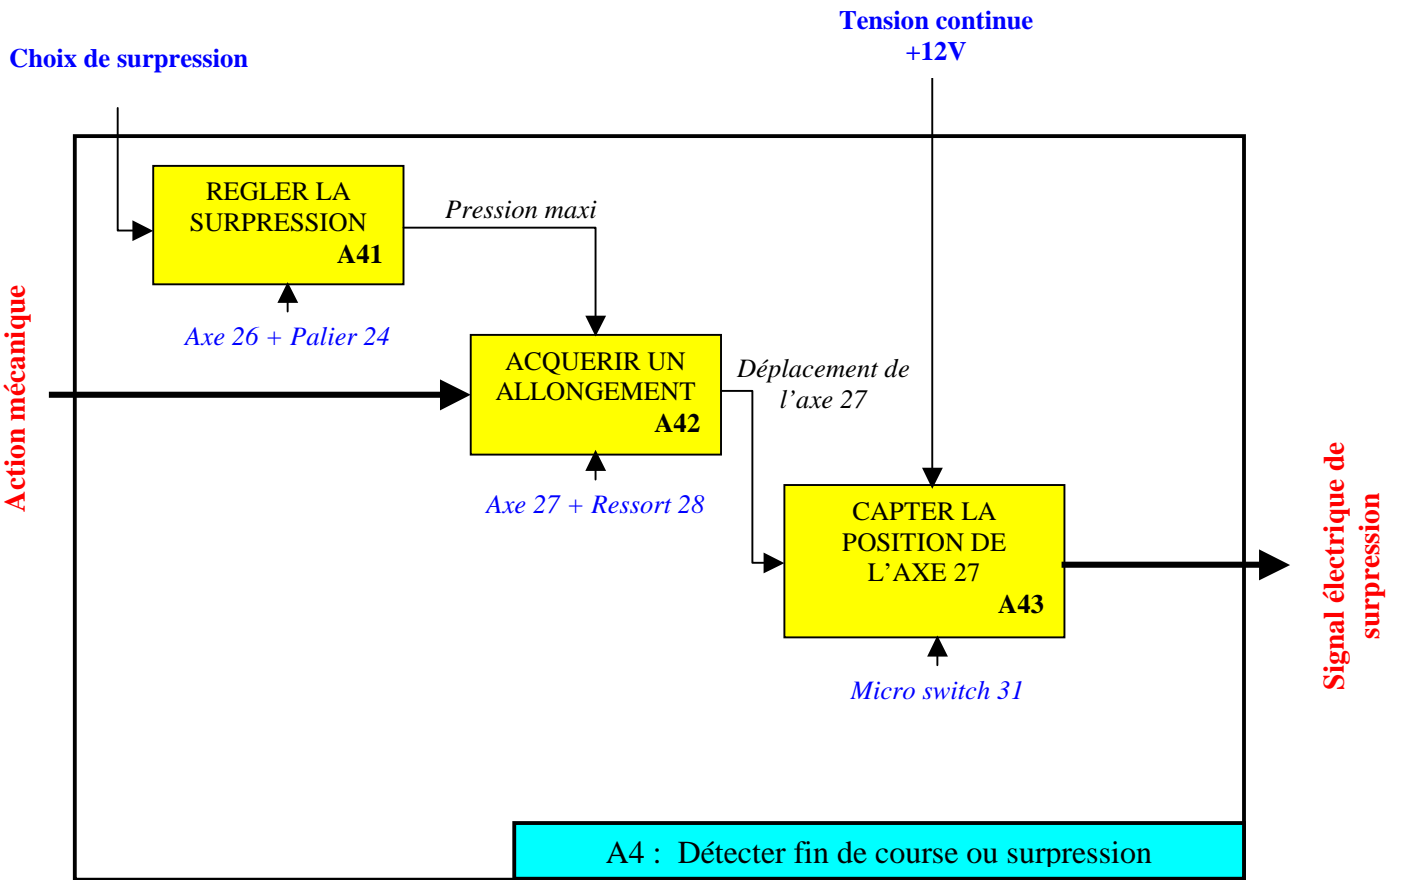 Tension continue
+12V
Choix de surpression
REGLER LA
SURPRESSION
A41
Pression maxi
Axe 26 + Palier 24
Action mécanique
ACQUERIR UN
ALLONGEMENT
A42
Déplacement de
l’axe 27
Axe 27 + Ressort 28
CAPTER LA
POSITION DE
L’AXE 27
A43
Micro switch 31
Signal électrique de
surpression
A4 : Détecter fin de course ou surpression